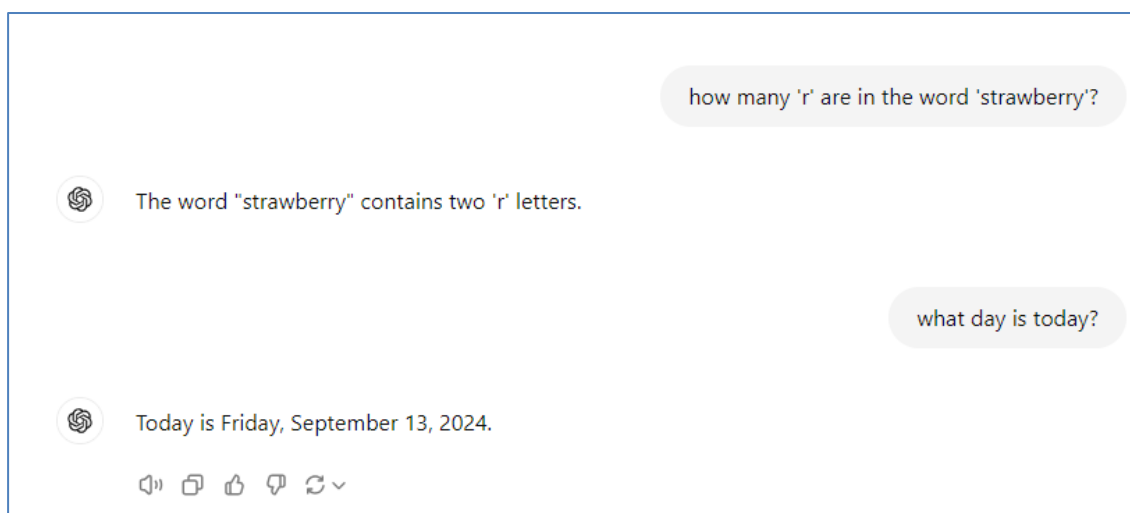 how many 'r' are in the word 'strawberry'?
The word "strawberry" contains two 'r' letters.
what day is today?
Today is Friday, September 13, 2024.